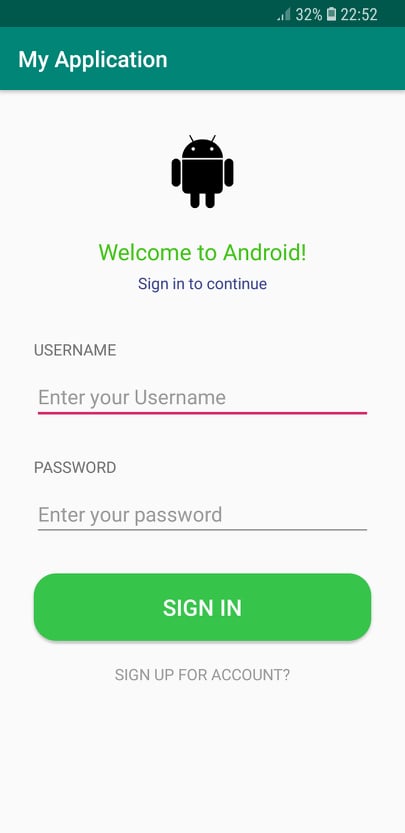 32% 22:52
My Application
Welcome to Android!
Sign in to continue
USERNAME
Enter your Username
PASSWORD
Enter your password
SIGN IN
SIGN UP FOR ACCOUNT?